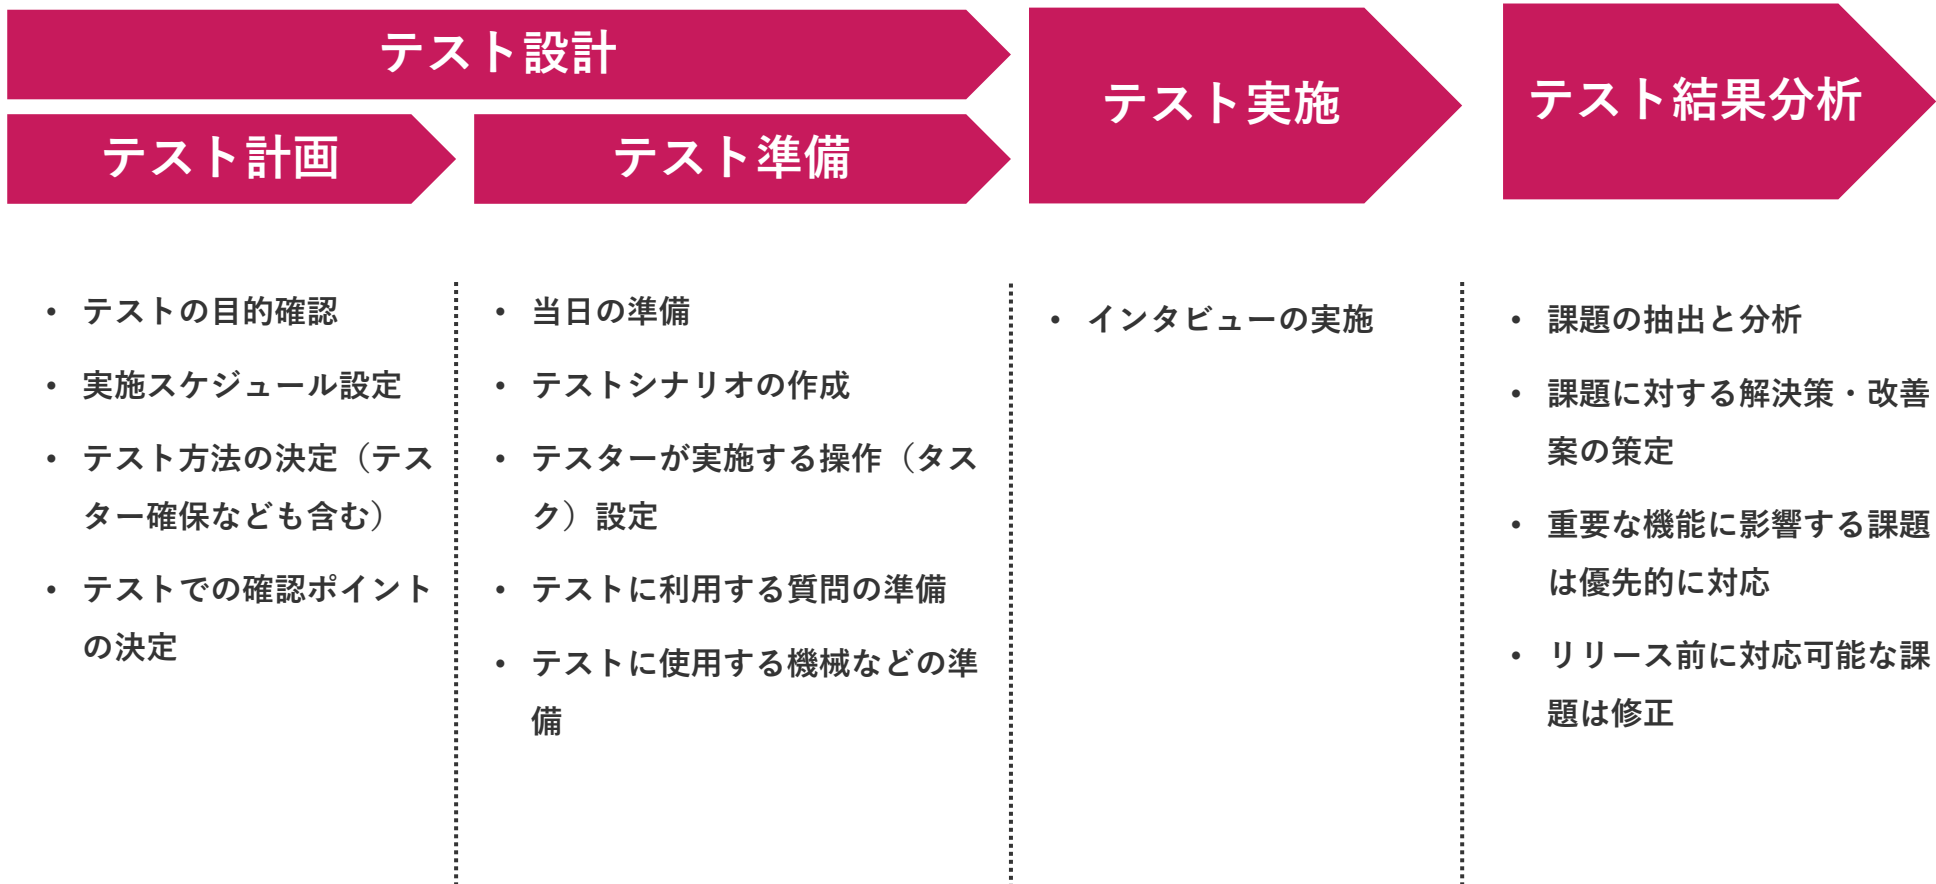 テスト設計
テスト計画
テスト準備
テスト実施
テスト結果分析
• テストの目的確認
• 実施スケジュール設定
• テスト方法の決定（テス
ター確保なども含む）
• テストでの確認ポイント
の決定
• 当日の準備
• テストシナリオの作成
• テスターが実施する操作（タス
ク）設定
• テストに利用する質問の準備
• テストに使用する機械などの準
備
• インタビューの実施
• 課題の抽出と分析
• 課題に対する解決策・改善
案の策定
• 重要な機能に影響する課題
は優先的に対応
• リリース前に対応可能な課
題は修正